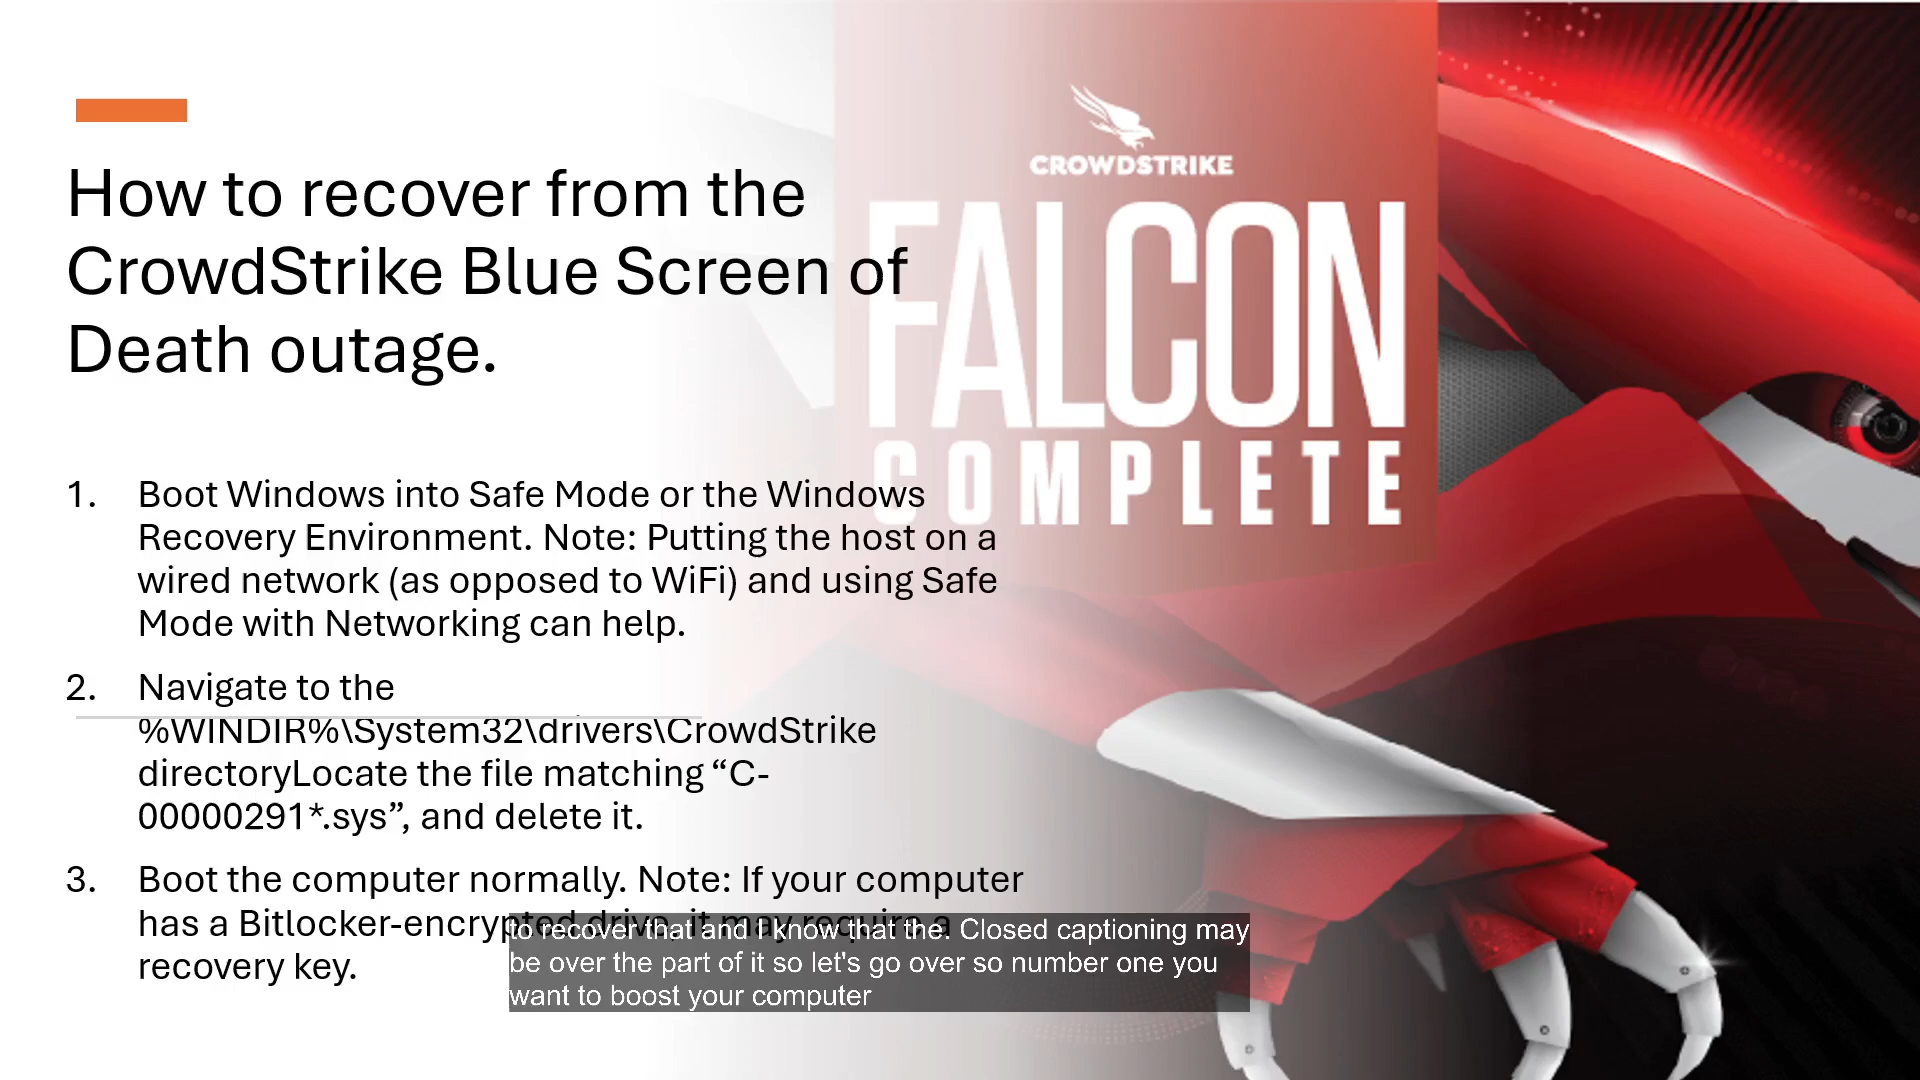 CROWDSTRIKE
FALCON
COMPLETE
How to recover from the
CrowdStrike Blue Screen of
Death outage.
1. Boot Windows into Safe Mode or the Windows
Recovery Environment. Note: Putting the host on a
wired network (as opposed to WiFi) and using Safe
Mode with Networking can help.
2. Navigate to the
%WINDIR%\System32\drivers\CrowdStrike
directoryLocate the file matching “C-
00000291*.sys”, and delete it.
3. Boot the computer normally. Note: If your computer
has a Bitlocker-encrypted drive, it may require a
recovery key.
to recover that and I know that the. Closed captioning may
be over the part of it so let's go over so number one you
want to boost your computer